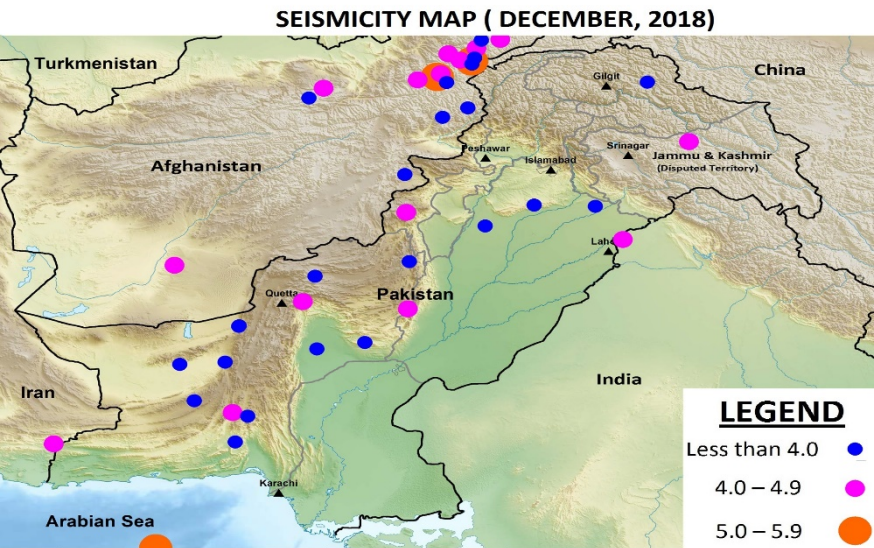 SEISMICITY MAP ( DECEMBER, 2018)
Turkmenistan
China
Gilgit
Peshawar
Srinagar
Jammu & Kashmir
(Disputed Territory)
Islamabad
Afghanistan
Quetta
Pakistan
Iran
India
Karachi
Arabian Sea
LEGEND
Less than 4.0
4.0 – 4.9
5.0 – 5.9